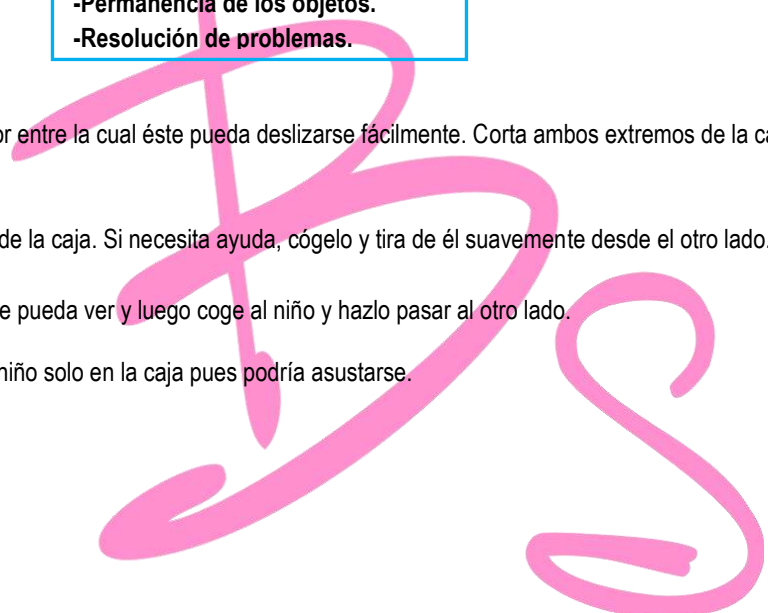 -Permanencia de los objetos.
-Resolución de problemas.
or entre la cual éste pueda deslizarse fácilmente. Corta ambos extremos de la ca
de la caja. Si necesita ayuda, cógelo y tira de él suavemente desde el otro lado.
e pueda ver y luego coge al niño y hazlo pasar al otro lado.
niño solo en la caja pues podría asustarse.
BS